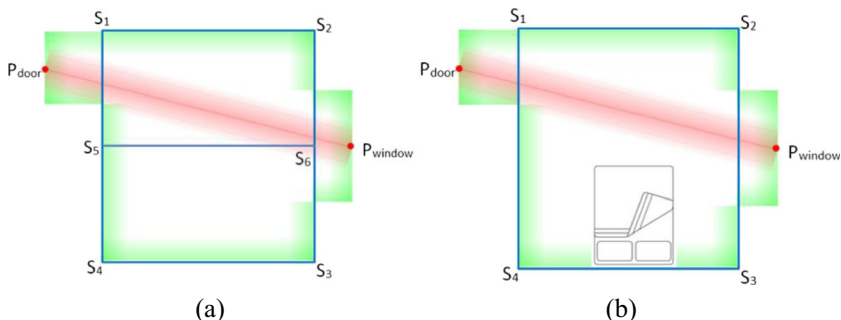 S1 S2
Pdoor
S5 S6
Pwindow
S4 S3
(a)
S1 S2
Pdoor
Pwindow
S4 S3
(b)